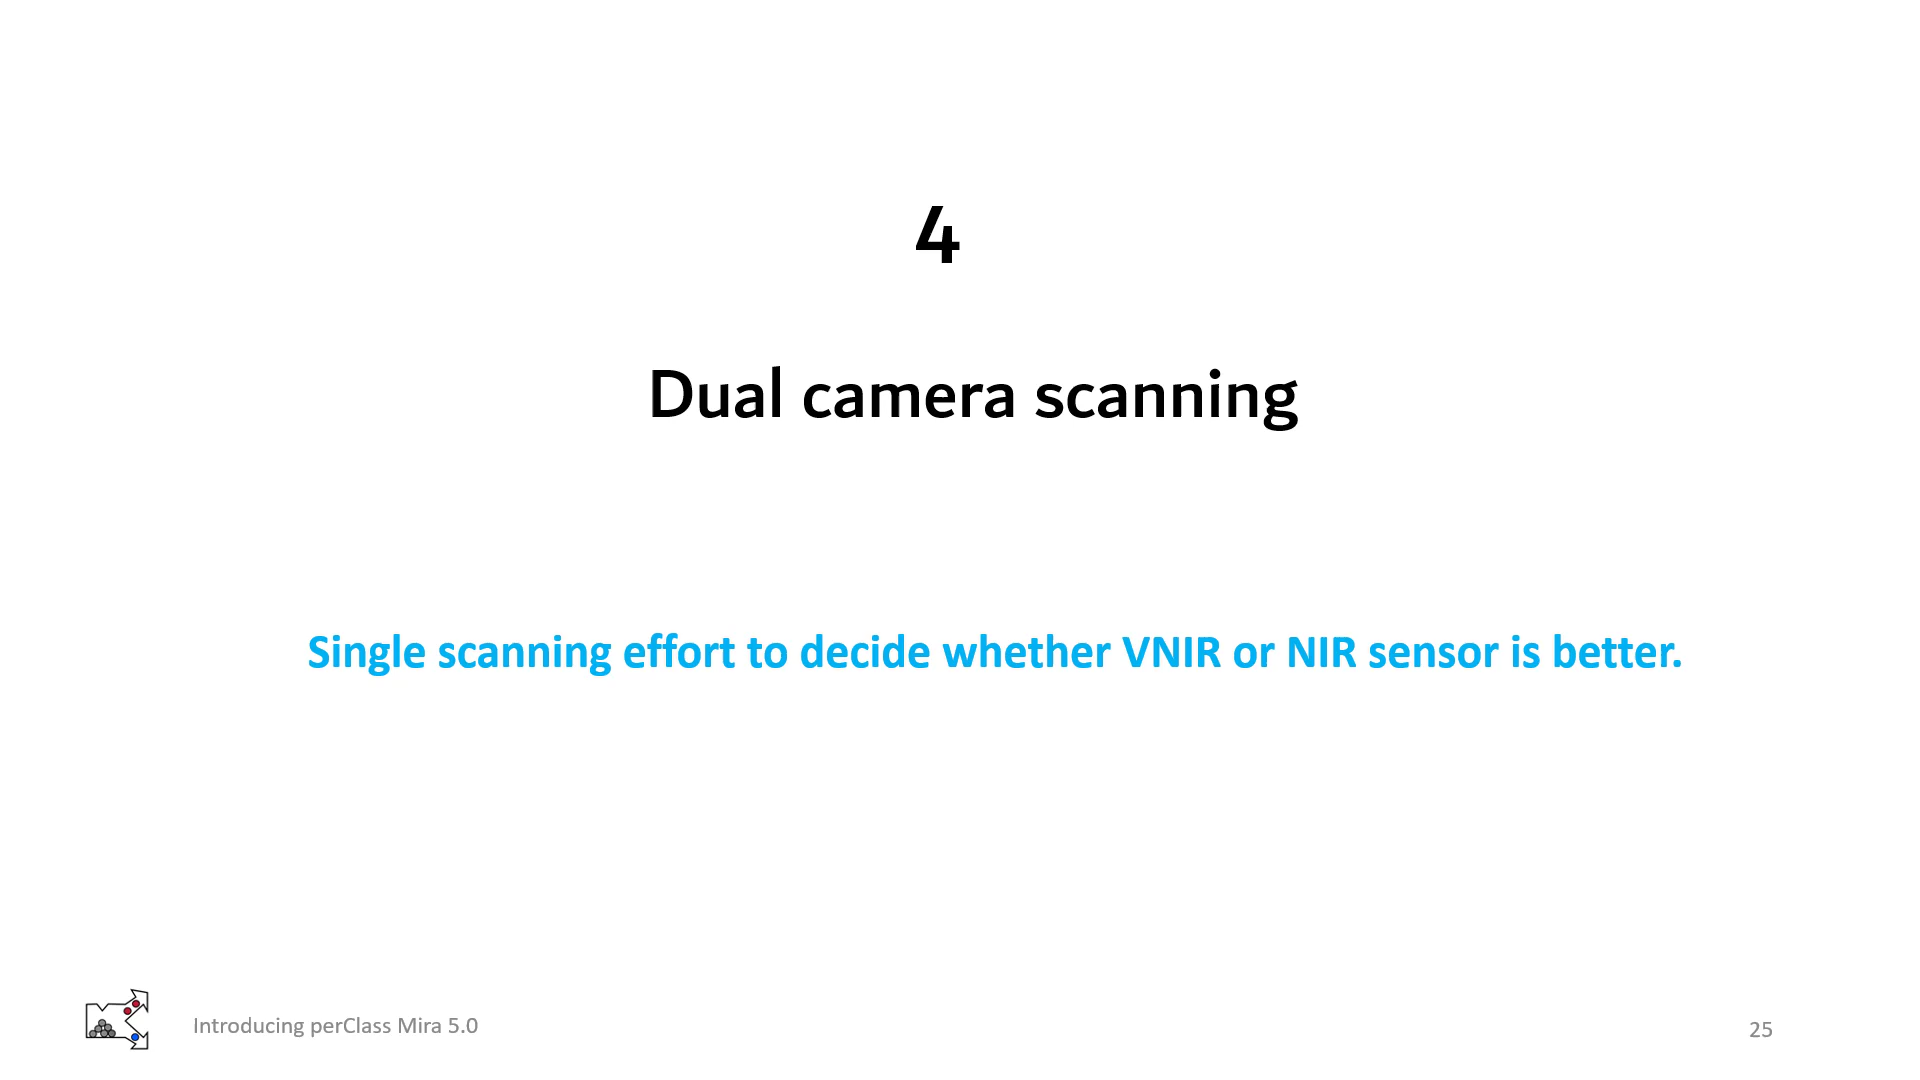 4
Dual camera scanning
Single scanning effort to decide whether VNIR or NIR sensor is better.
Introducing perClass Mira 5.0
25